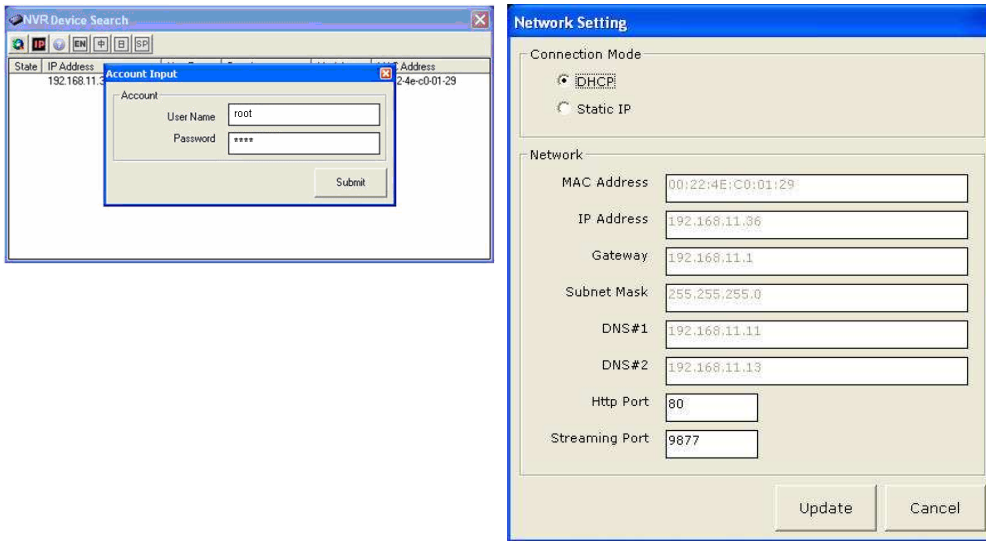 NVR Device Search
IP EN 中 日 SP
State IP Address Address
192.168.11.3 2-4e-c0-01-29
Account Input
Account
User Name root
Password ****
Submit
Network Setting
Connection Mode
DHCP
Static IP
Network
MAC Address 00:22:4E:C0:01:29
IP Address 192.168.11.36
Gateway 192.168.11.1
Subnet Mask 255.255.255.0
DNS#1 192.168.11.11
DNS#2 192.168.11.13
Http Port 80
Streaming Port 9877
Update Cancel